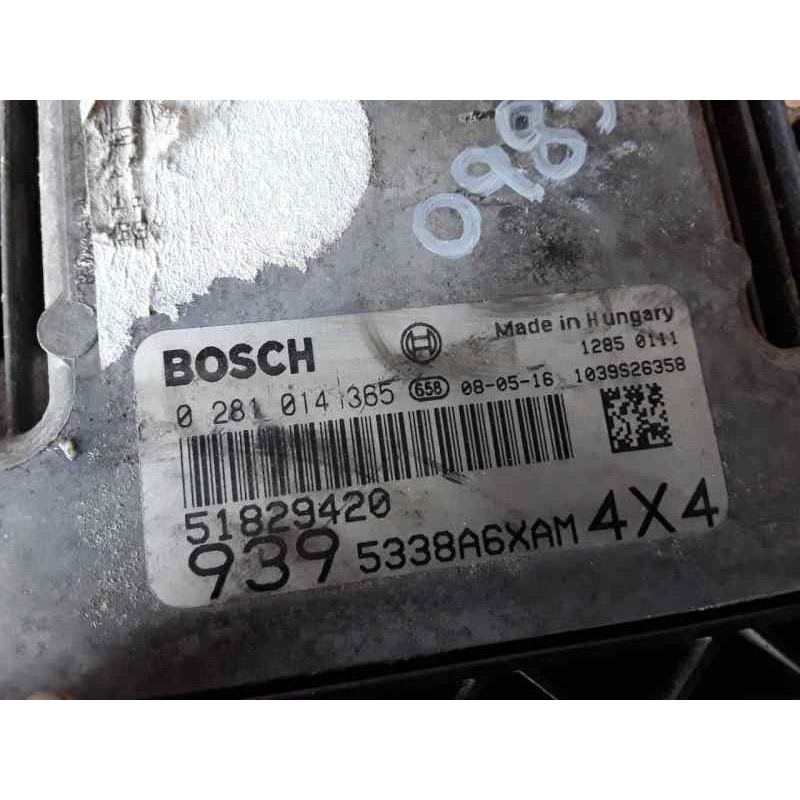 098
BOSCH
Made in Hungary
1285 0111
0 281 014 365 658 08-05-16 1039S26358
51829420
939 5338A6XAM 4X4